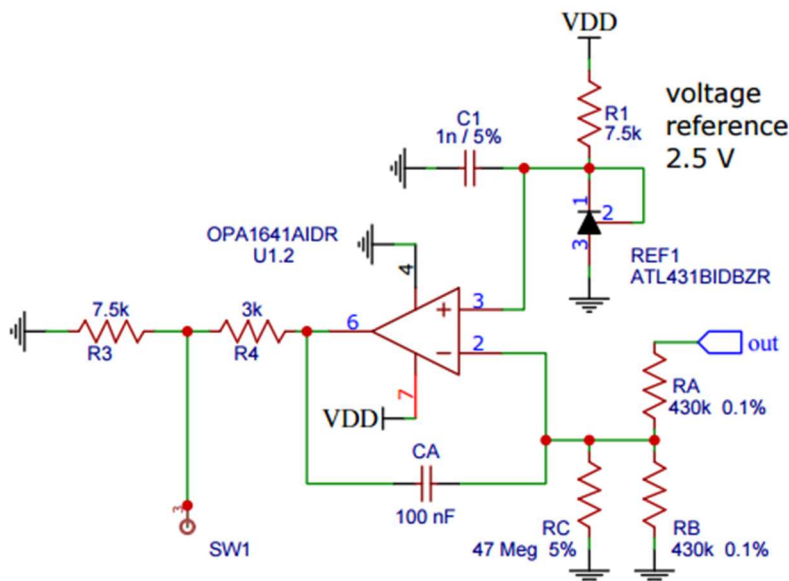 VDD
R1
7.5k
voltage
reference
2.5 V
C1
1n / 5%
1
2
3
REF1
ATL431BIDBZR
OPA1641AIDR
U1.2
4
+
3
6
−
2
7
VDD
7.5k
R3
3k
R4
out
RA
430k 0.1%
CA
100 nF
RC
47 Meg 5%
RB
430k 0.1%
3
SW1